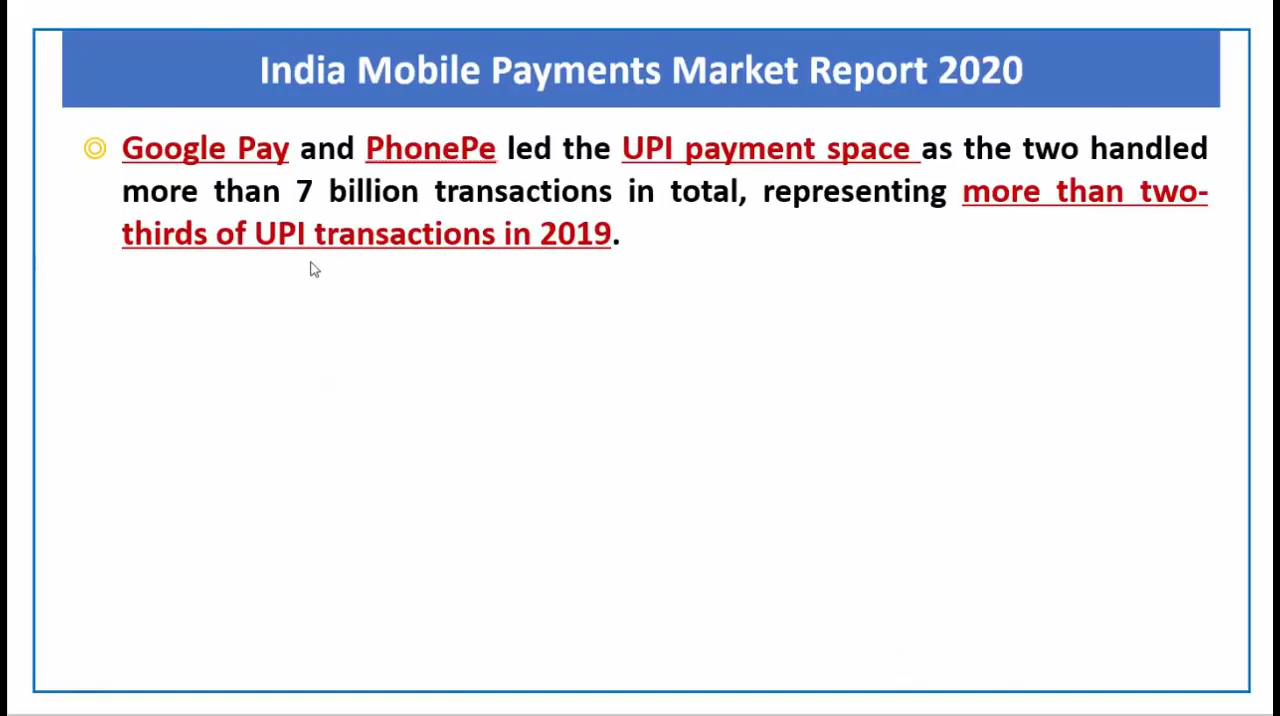 India Mobile Payments Market Report 2020
Google Pay and PhonePe led the UPI payment space as the two handled
more than 7 billion transactions in total, representing more than two-
thirds of UPI transactions in 2019.